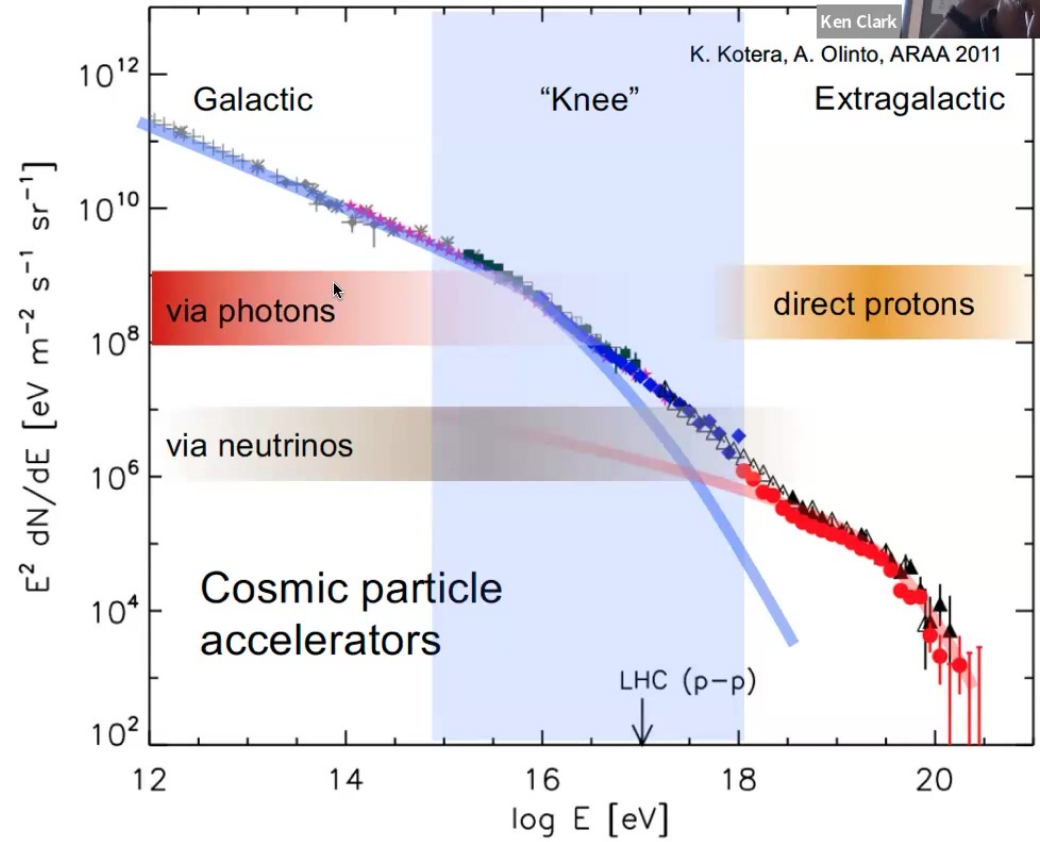 Ken Clark
K. Kotera, A. Olinto, ARAA 2011
Galactic
“Knee”
Extragalactic
via photons
direct protons
via neutrinos
Cosmic particle
accelerators
LHC (p−p)
E² dN/dE [eV m⁻² s⁻¹ sr⁻¹]
10¹²
10¹⁰
10⁸
10⁶
10⁴
10²
12 14 16 18 20
log E [eV]